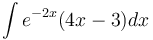 ∫ e^{-2x}(4x − 3)dx